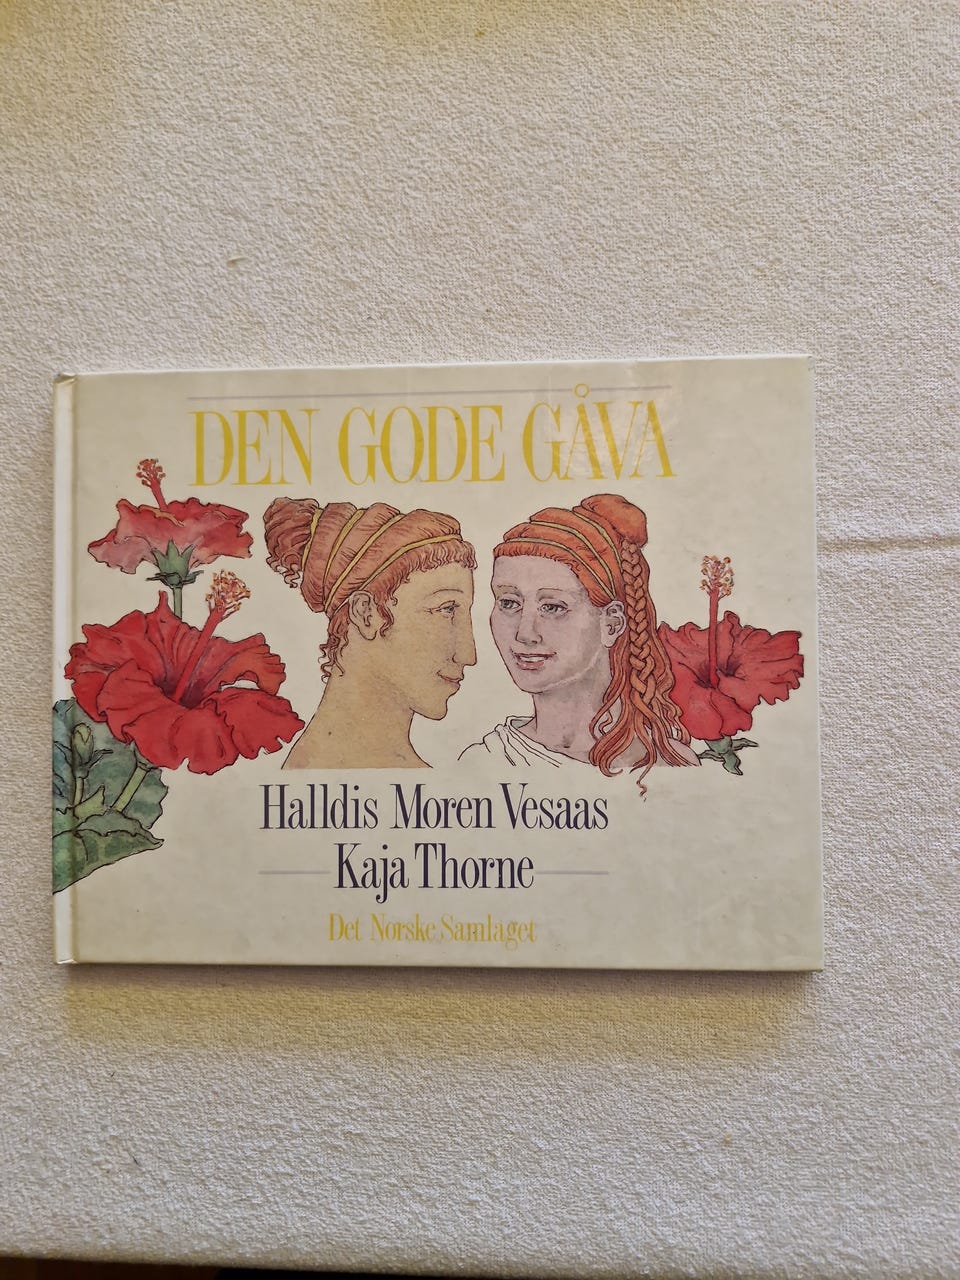 DEN GODE GÅVA
Halldis Moren Vesaas
Kaja Thorne
Det Norske Samlaget